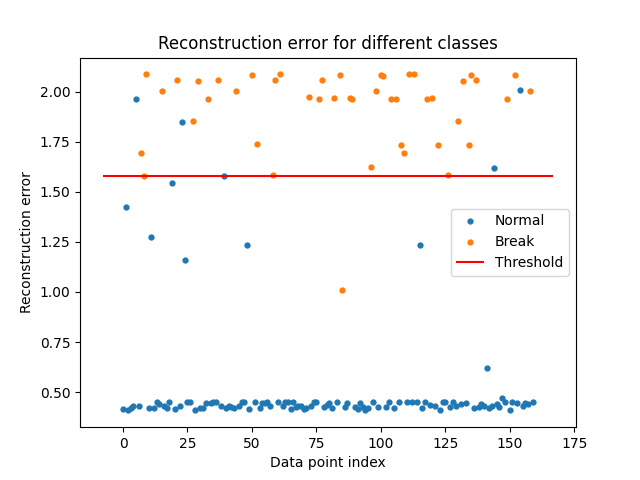 Reconstruction error for different classes
Reconstruction error
2.00
1.75
1.50
1.25
1.00
0.75
0.50
Normal
Break
Threshold
0 25 50 75 100 125 150 175
Data point index